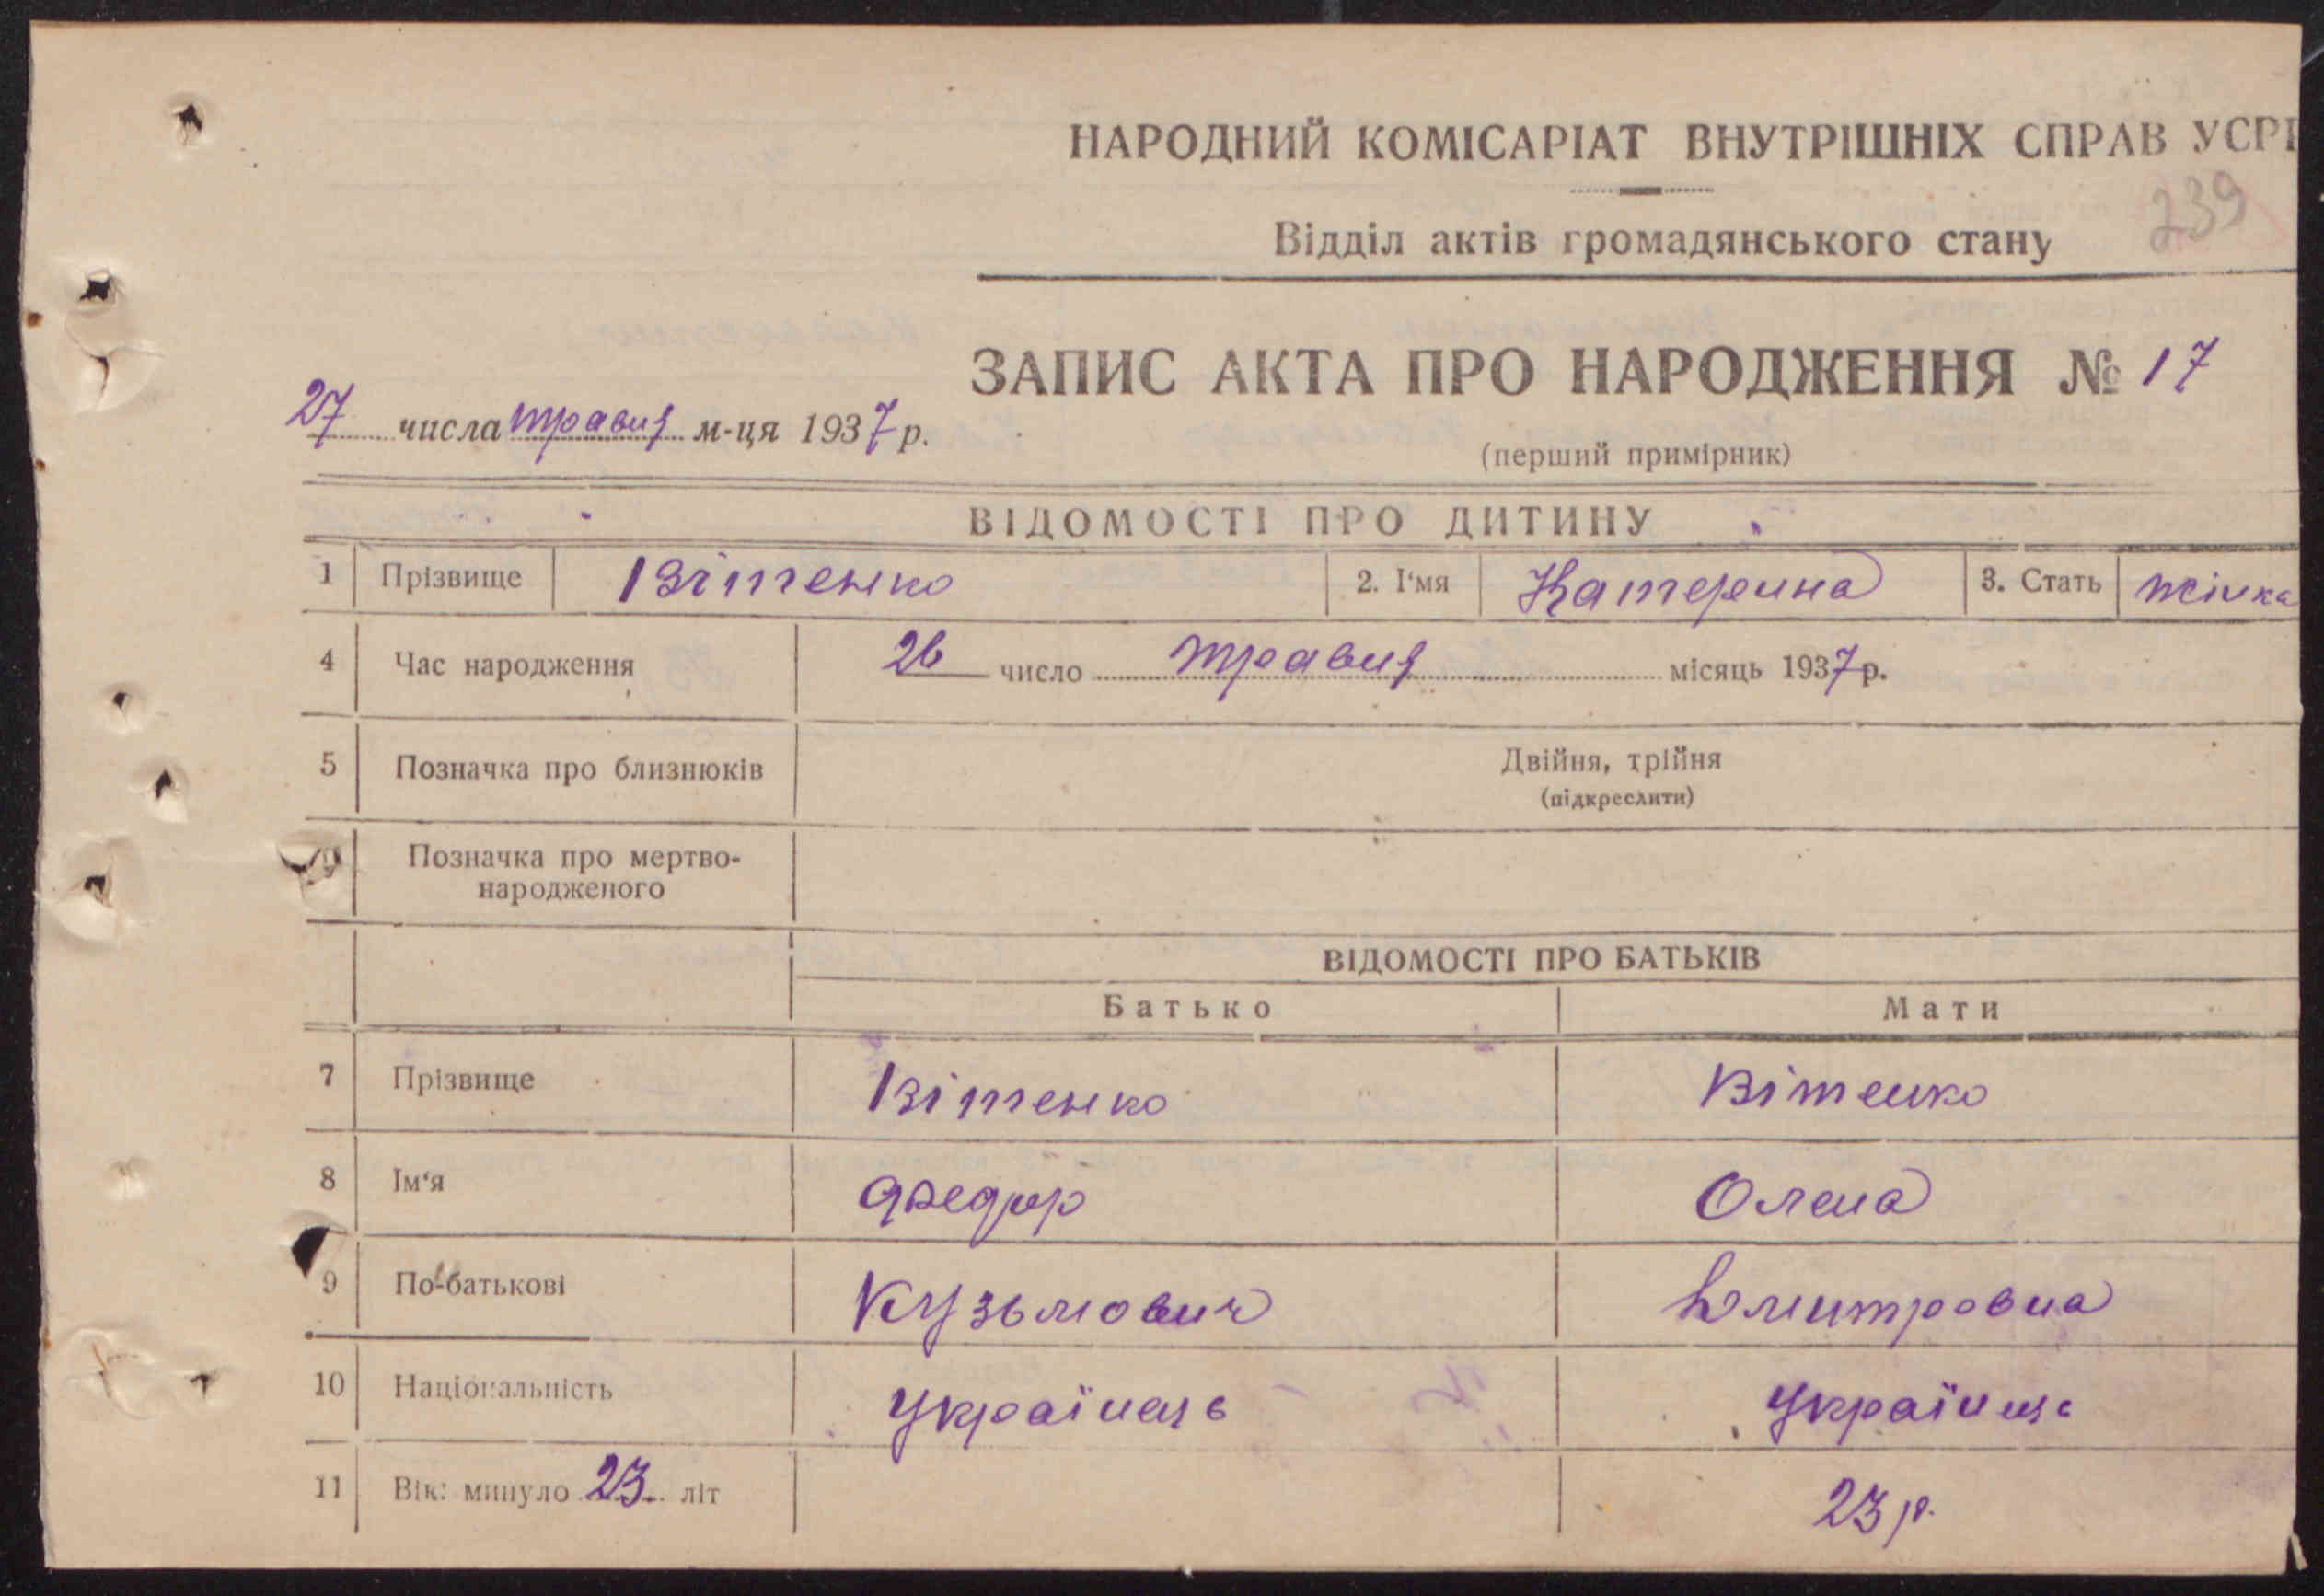 НАРОДНИЙ КОМІСАРІАТ ВНУТРІШНІХ СПРАВ УСРР
239
Відділ актів громадянського стану
ЗАПИС АКТА ПРО НАРОДЖЕННЯ № 17
27 числа травня м-ця 1937 р.
(перший примірник)
ВІДОМОСТІ ПРО ДИТИНУ
1 Прізвище Вітенко 2. І'мя Катерина 3. Стать жінка
4 Час народження 26 число травня місяць 1937 р.
5 Позначка про близнюків Двійня, трійня
(підкреслити)
Позначка про мертво-
народженого
ВІДОМОСТІ ПРО БАТЬКІВ
Батько Мати
7 Прізвище Вітенко Вітенко
8 Ім'я Федор Олена
9 По-батькові Кузьмович Дмитровна
10 Національність Українець Українц
11 Вік: минуло 23 літ 23 р.